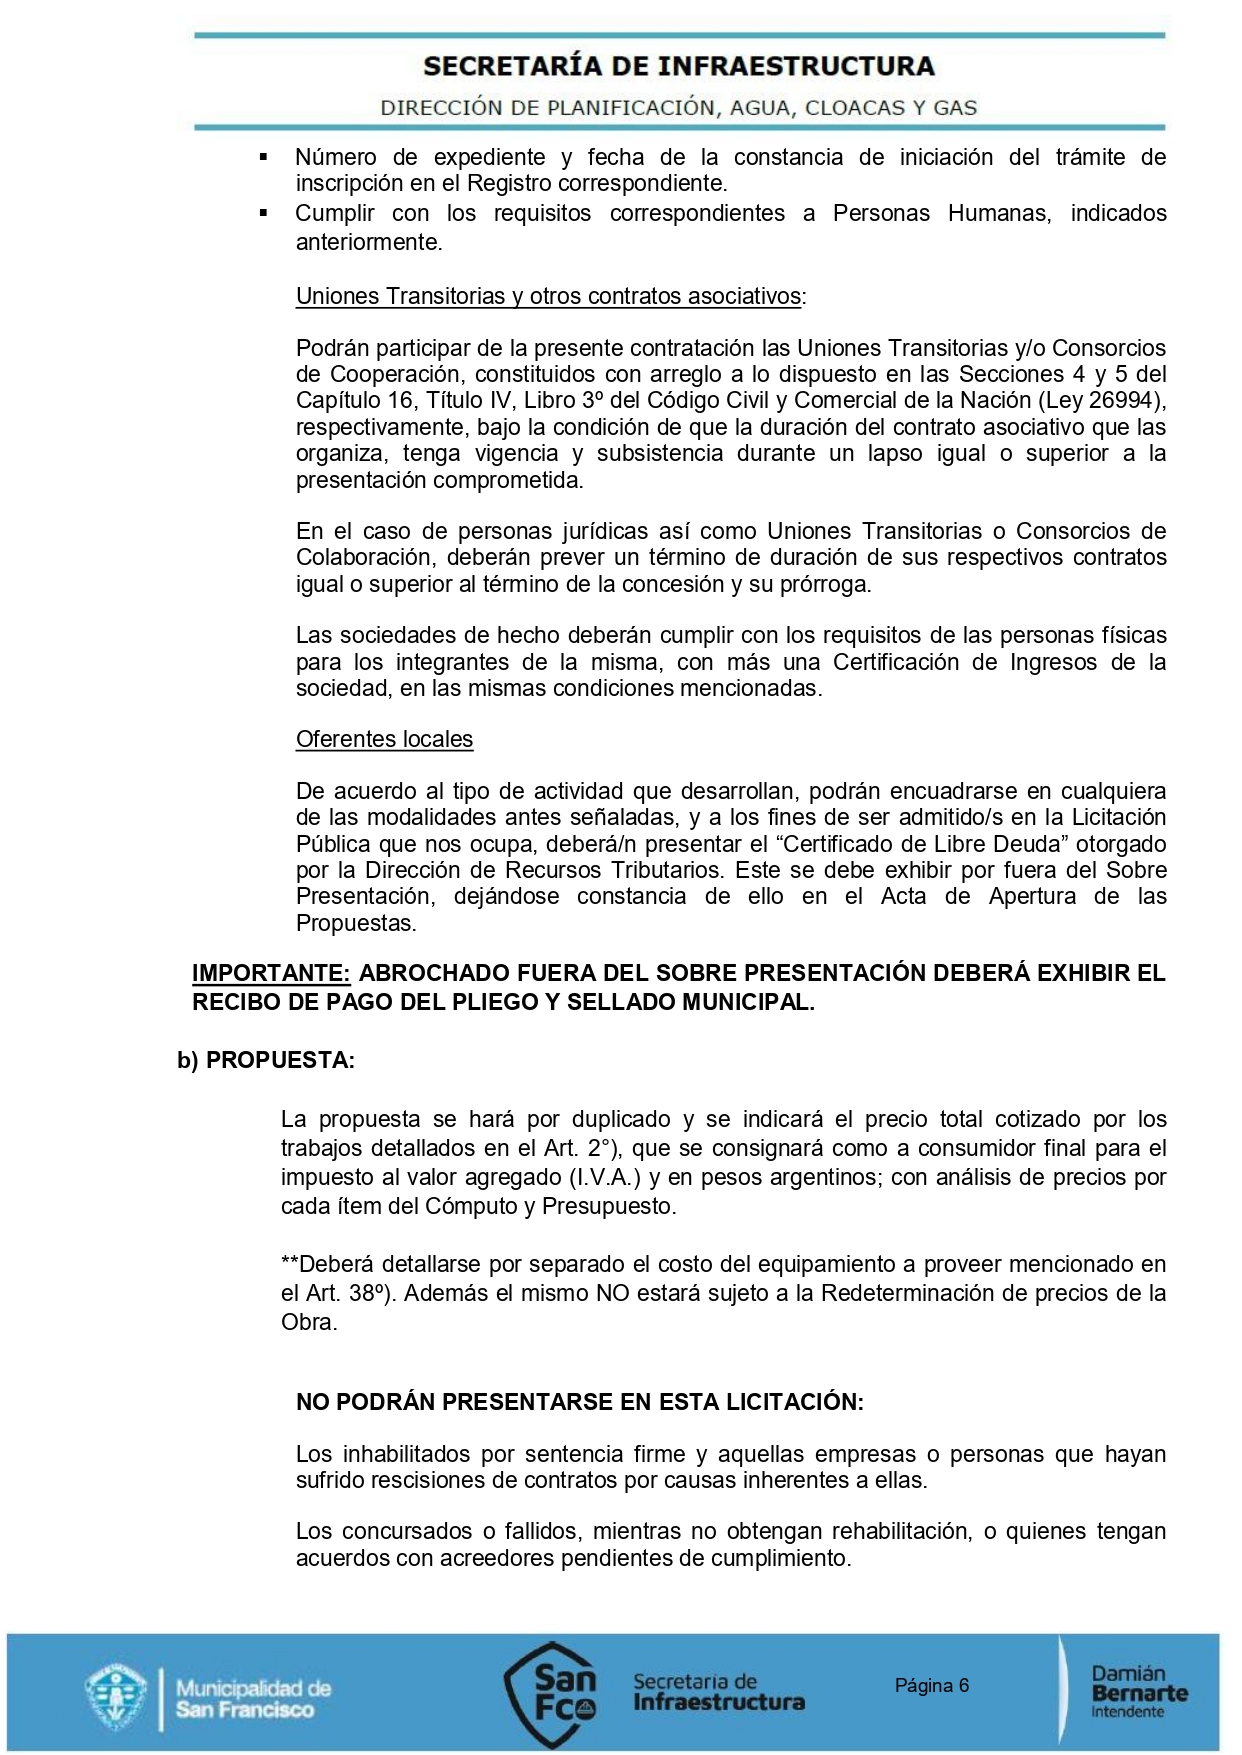 SECRETARÍA DE INFRAESTRUCTURA
DIRECCIÓN DE PLANIFICACIÓN, AGUA, CLOACAS Y GAS
▪ Número de expediente y fecha de la constancia de iniciación del trámite de
inscripción en el Registro correspondiente.
▪ Cumplir con los requisitos correspondientes a Personas Humanas, indicados
anteriormente.
Uniones Transitorias y otros contratos asociativos:
Podrán participar de la presente contratación las Uniones Transitorias y/o Consorcios
de Cooperación, constituidos con arreglo a lo dispuesto en las Secciones 4 y 5 del
Capítulo 16, Título IV, Libro 3º del Código Civil y Comercial de la Nación (Ley 26994),
respectivamente, bajo la condición de que la duración del contrato asociativo que las
organiza, tenga vigencia y subsistencia durante un lapso igual o superior a la
presentación comprometida.
En el caso de personas jurídicas así como Uniones Transitorias o Consorcios de
Colaboración, deberán prever un término de duración de sus respectivos contratos
igual o superior al término de la concesión y su prórroga.
Las sociedades de hecho deberán cumplir con los requisitos de las personas físicas
para los integrantes de la misma, con más una Certificación de Ingresos de la
sociedad, en las mismas condiciones mencionadas.
Oferentes locales
De acuerdo al tipo de actividad que desarrollan, podrán encuadrarse en cualquiera
de las modalidades antes señaladas, y a los fines de ser admitido/s en la Licitación
Pública que nos ocupa, deberá/n presentar el “Certificado de Libre Deuda” otorgado
por la Dirección de Recursos Tributarios. Este se debe exhibir por fuera del Sobre
Presentación, dejándose constancia de ello en el Acta de Apertura de las
Propuestas.
IMPORTANTE: ABROCHADO FUERA DEL SOBRE PRESENTACIÓN DEBERÁ EXHIBIR EL
RECIBO DE PAGO DEL PLIEGO Y SELLADO MUNICIPAL.
b) PROPUESTA:
La propuesta se hará por duplicado y se indicará el precio total cotizado por los
trabajos detallados en el Art. 2°), que se consignará como a consumidor final para el
impuesto al valor agregado (I.V.A.) y en pesos argentinos; con análisis de precios por
cada ítem del Cómputo y Presupuesto.
**Deberá detallarse por separado el costo del equipamiento a proveer mencionado en
el Art. 38º). Además el mismo NO estará sujeto a la Redeterminación de precios de la
Obra.
NO PODRÁN PRESENTARSE EN ESTA LICITACIÓN:
Los inhabilitados por sentencia firme y aquellas empresas o personas que hayan
sufrido rescisiones de contratos por causas inherentes a ellas.
Los concursados o fallidos, mientras no obtengan rehabilitación, o quienes tengan
acuerdos con acreedores pendientes de cumplimiento.
Municipalidad de
San Francisco
San
Fco
Secretaría de
Infraestructura
Página 6
Damián
Bernarte
Intendente